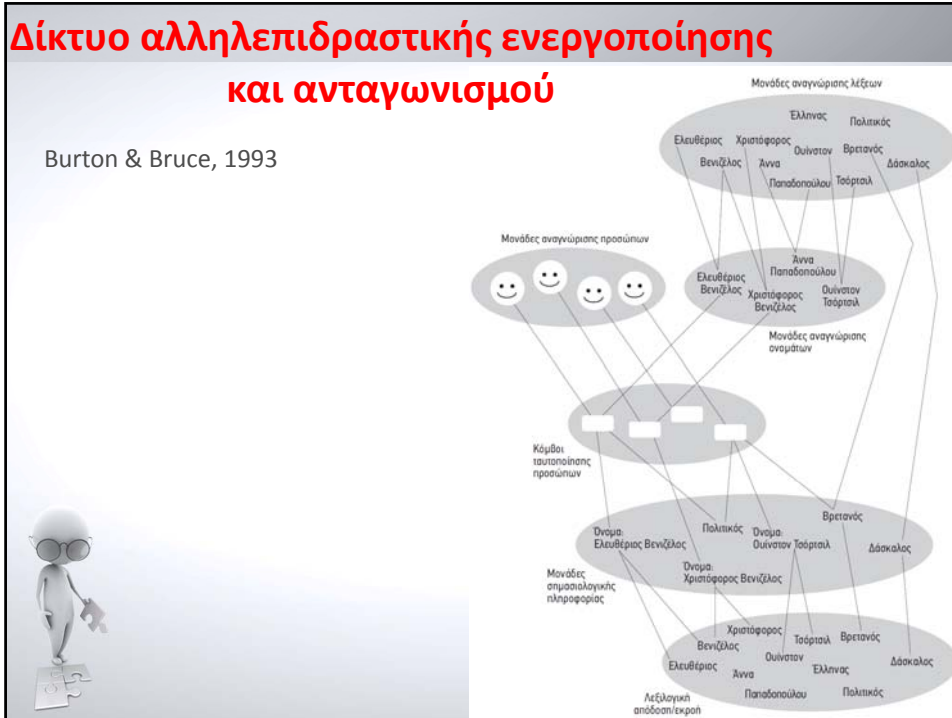 Δίκτυο αλληλεπιδραστικής ενεργοποίησης
και ανταγωνισμού
Burton & Bruce, 1993
Μονάδες αναγνώρισης λέξεων
Έλληνας
Πολιτικός
Ελευθέριος
Χριστόφορος
Ουίνστον
Βρετανός
Βενιζέλος
Άννα
Δάσκαλος
Παπαδοπούλου
Τσόρτσιλ
Μονάδες αναγνώρισης προσώπων
Ελευθέριος
Βενιζέλος
Άννα
Παπαδοπούλου
Χριστόφορος
Βενιζέλος
Ουίνστον
Τσόρτσιλ
Μονάδες αναγνώρισης
ονομάτων
Κόμβοι
ταυτοποίησης
προσώπων
Όνομα:
Ελευθέριος Βενιζέλος
Πολιτικός
Όνομα:
Ουίνστον Τσόρτσιλ
Βρετανός
Δάσκαλος
Όνομα:
Χριστόφορος Βενιζέλος
Μονάδες
σημασιολογικής
πληροφορίας
Χριστόφορος
Τσόρτσιλ
Βρετανός
Βενιζέλος
Ουίνστον
Ελευθέριος
Άννα
Έλληνας
Δάσκαλος
Παπαδοπούλου
Πολιτικός
Λεξιλογική
απόδοση/εκροή